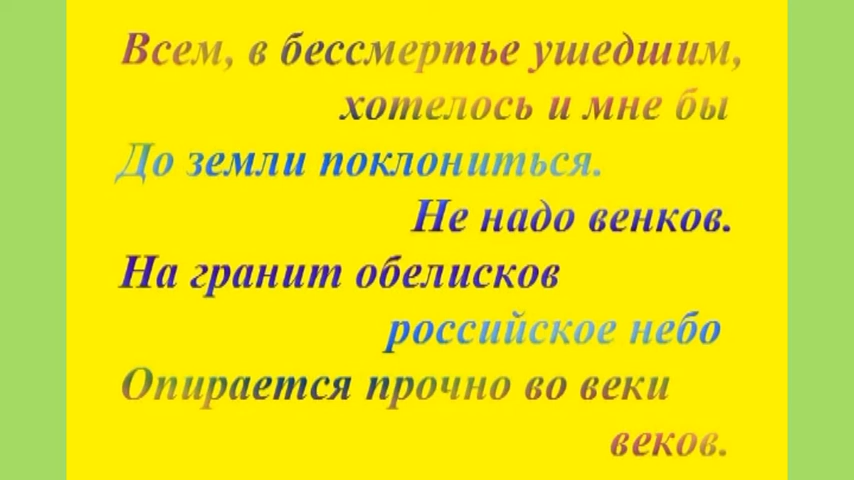 Всем, в бессмертье ушедшим,
хотелось и мне бы
До земли поклониться.
Не надо венков.
На гранит обелисков
российское небо
Опирается прочно во веки
веков.